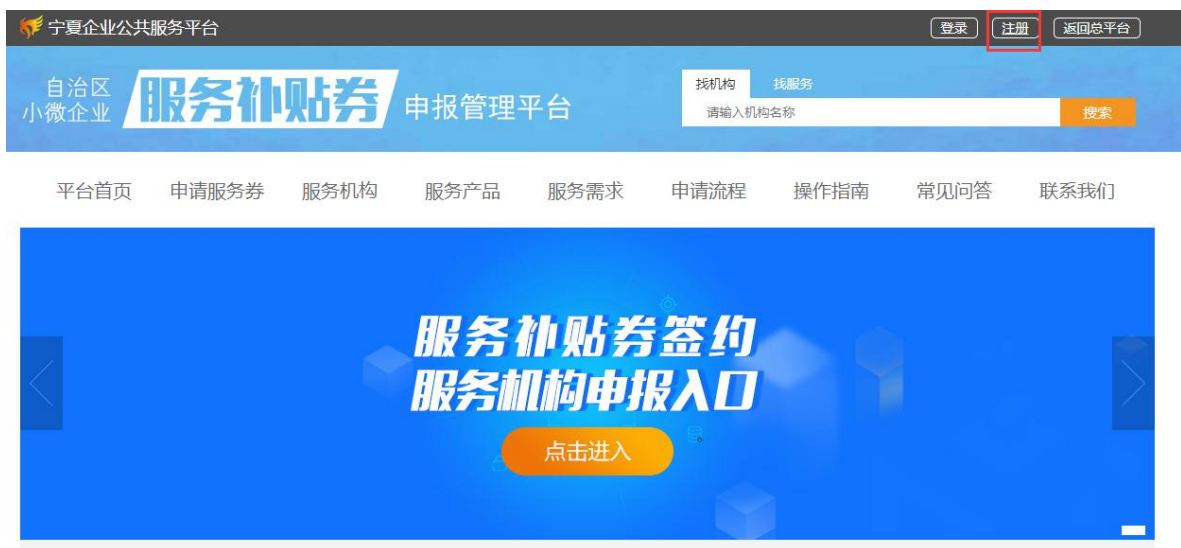 宁夏企业公共服务平台 登录 注册 返回总平台
自治区
小微企业
服务补贴券
申报管理平台
找机构 找服务
请输入机构名称 搜索
平台首页 申请服务券 服务机构 服务产品 服务需求 申请流程 操作指南 常见问答 联系我们
服务补贴券签约
服务机构申报入口
点击进入